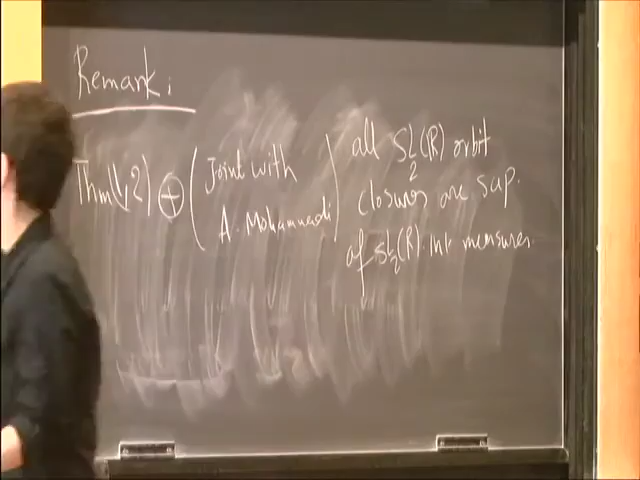 Remark:
Thm(1,2) ⊕ ( Joint with A. Mohammadi )
all SL2(R) orbit
closures are sup.
of SL2(R) inv measures.